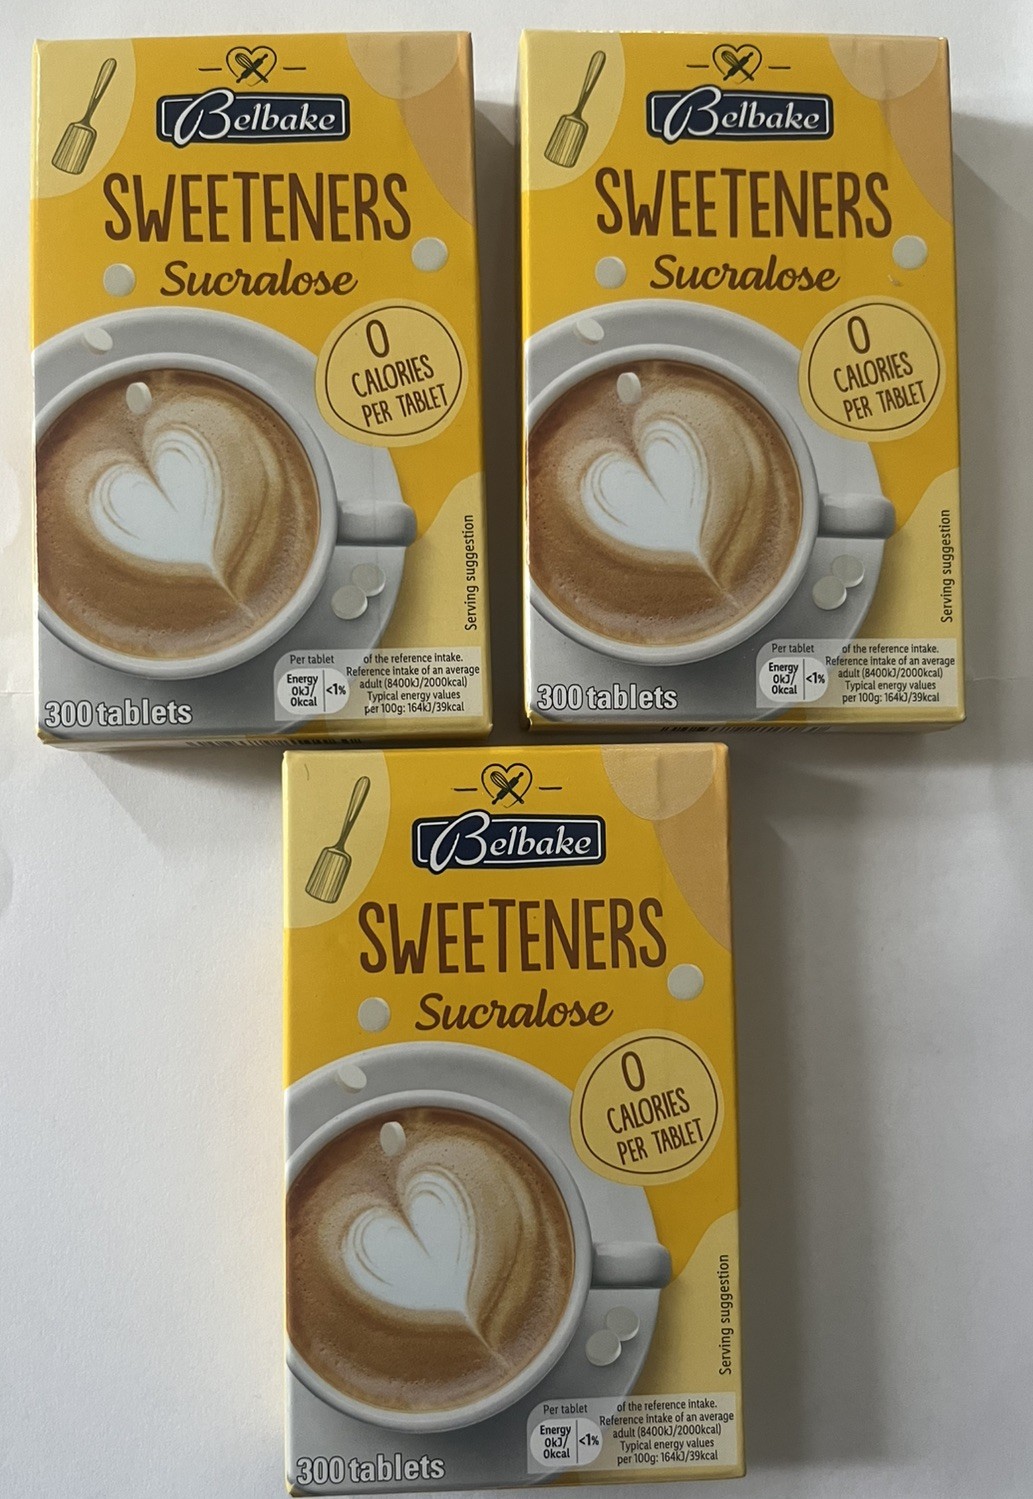 Belbake
SWEETENERS
Sucralose
0
CALORIES
PER TABLET
Serving suggestion
Per tablet
Energy
0kJ/
0kcal
<1%
of the reference intake.
Reference intake of an average
adult (8400kJ/2000kcal)
Typical energy values
per 100g: 164kJ/39kcal
300 tablets
Belbake
SWEETENERS
Sucralose
0
CALORIES
PER TABLET
Serving suggestion
Per tablet
Energy
0kJ/
0kcal
<1%
of the reference intake.
Reference intake of an average
adult (8400kJ/2000kcal)
Typical energy values
per 100g: 164kJ/39kcal
300 tablets
Belbake
SWEETENERS
Sucralose
0
CALORIES
PER TABLET
Serving suggestion
Per tablet
Energy
0kJ/
0kcal
<1%
of the reference intake.
Reference intake of an average
adult (8400kJ/2000kcal)
Typical energy values
per 100g: 164kJ/39kcal
300 tablets